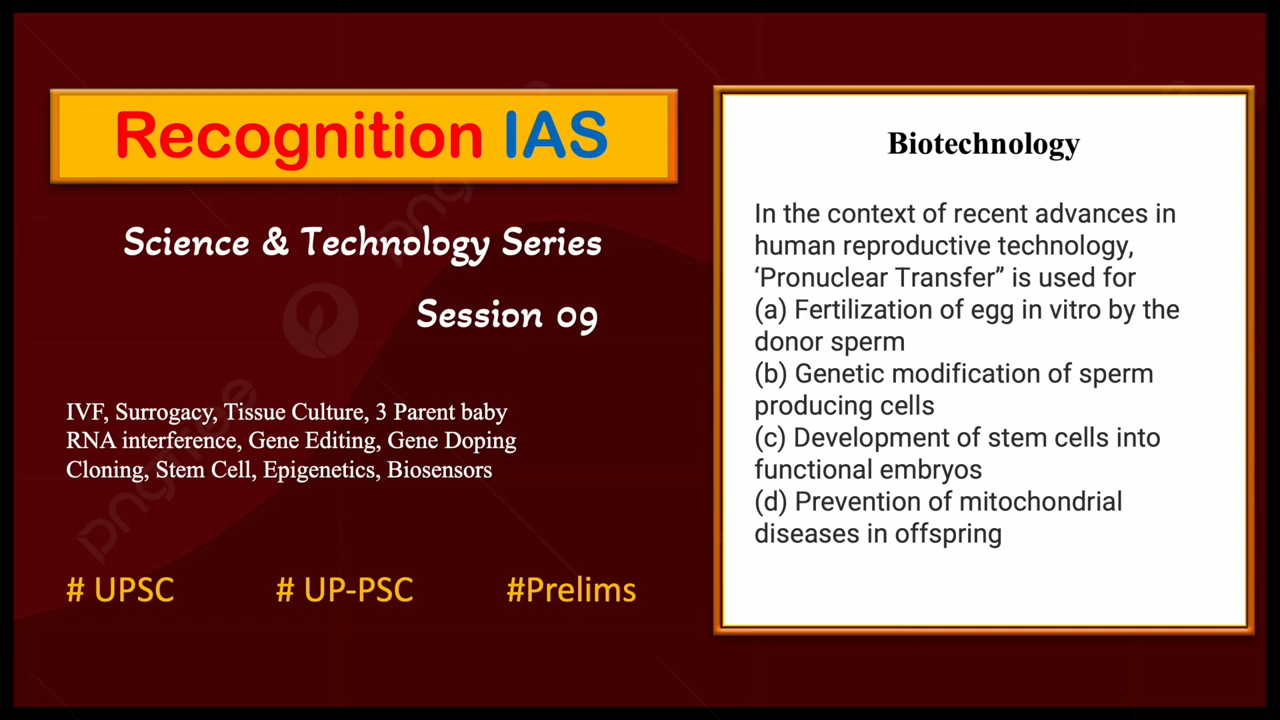 Recognition IAS
Science & Technology Series
Session 09
IVF, Surrogacy, Tissue Culture, 3 Parent baby
RNA interference, Gene Editing, Gene Doping
Cloning, Stem Cell, Epigenetics, Biosensors
# UPSC # UP-PSC #Prelims
Biotechnology
In the context of recent advances in
human reproductive technology,
‘Pronuclear Transfer” is used for
(a) Fertilization of egg in vitro by the
donor sperm
(b) Genetic modification of sperm
producing cells
(c) Development of stem cells into
functional embryos
(d) Prevention of mitochondrial
diseases in offspring
pngtree